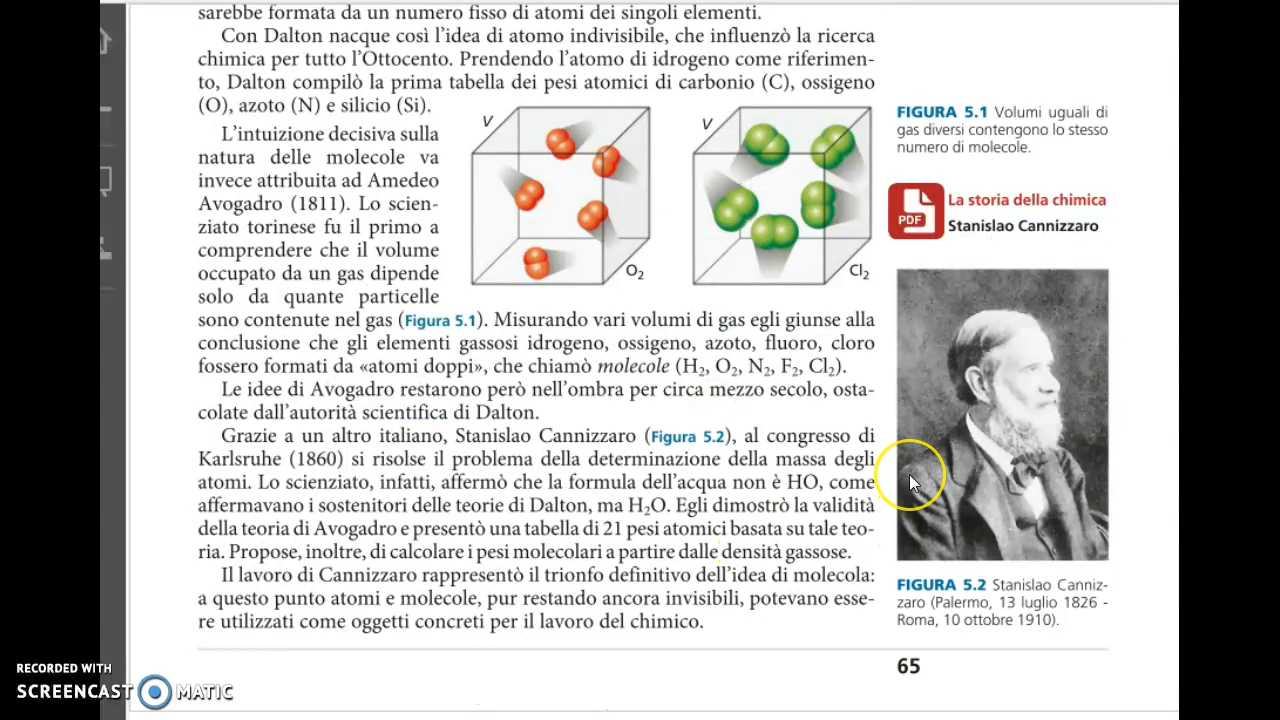 sarebbe formata da un numero fisso di atomi dei singoli elementi.
Con Dalton nacque così l'idea di atomo indivisibile, che influenzò la ricerca
chimica per tutto l'Ottocento. Prendendo l'atomo di idrogeno come riferimen-
to, Dalton compilò la prima tabella dei pesi atomici di carbonio (C), ossigeno
(O), azoto (N) e silicio (Si).
L'intuizione decisiva sulla
natura delle molecole va
invece attribuita ad Amedeo
Avogadro (1811). Lo scien-
ziato torinese fu il primo a
comprendere che il volume
occupato da un gas dipende
solo da quante particelle
sono contenute nel gas (Figura 5.1). Misurando vari volumi di gas egli giunse alla
conclusione che gli elementi gassosi idrogeno, ossigeno, azoto, fluoro, cloro
fossero formati da «atomi doppi», che chiamò molecole (H₂, O₂, N₂, F₂, Cl₂).
Le idee di Avogadro restarono però nell'ombra per circa mezzo secolo, osta-
colate dall'autorità scientifica di Dalton.
Grazie a un altro italiano, Stanislao Cannizzaro (Figura 5.2), al congresso di
Karlsruhe (1860) si risolse il problema della determinazione della massa degli
atomi. Lo scienziato, infatti, affermò che la formula dell'acqua non è HO, come
affermavano i sostenitori delle teorie di Dalton, ma H₂O. Egli dimostrò la validità
della teoria di Avogadro e presentò una tabella di 21 pesi atomici basata su tale teo-
ria. Propose, inoltre, di calcolare i pesi molecolari a partire dalle densità gassose.
Il lavoro di Cannizzaro rappresentò il trionfo definitivo dell'idea di molecola:
a questo punto atomi e molecole, pur restando ancora invisibili, potevano esse-
re utilizzati come oggetti concreti per il lavoro del chimico.
V
O₂
V
Cl₂
FIGURA 5.1 Volumi uguali di
gas diversi contengono lo stesso
numero di molecole.
PDF
La storia della chimica
Stanislao Cannizzaro
FIGURA 5.2 Stanislao Canniz-
zaro (Palermo, 13 luglio 1826 -
Roma, 10 ottobre 1910).
65
RECORDED WITH
SCREENCAST MATIC